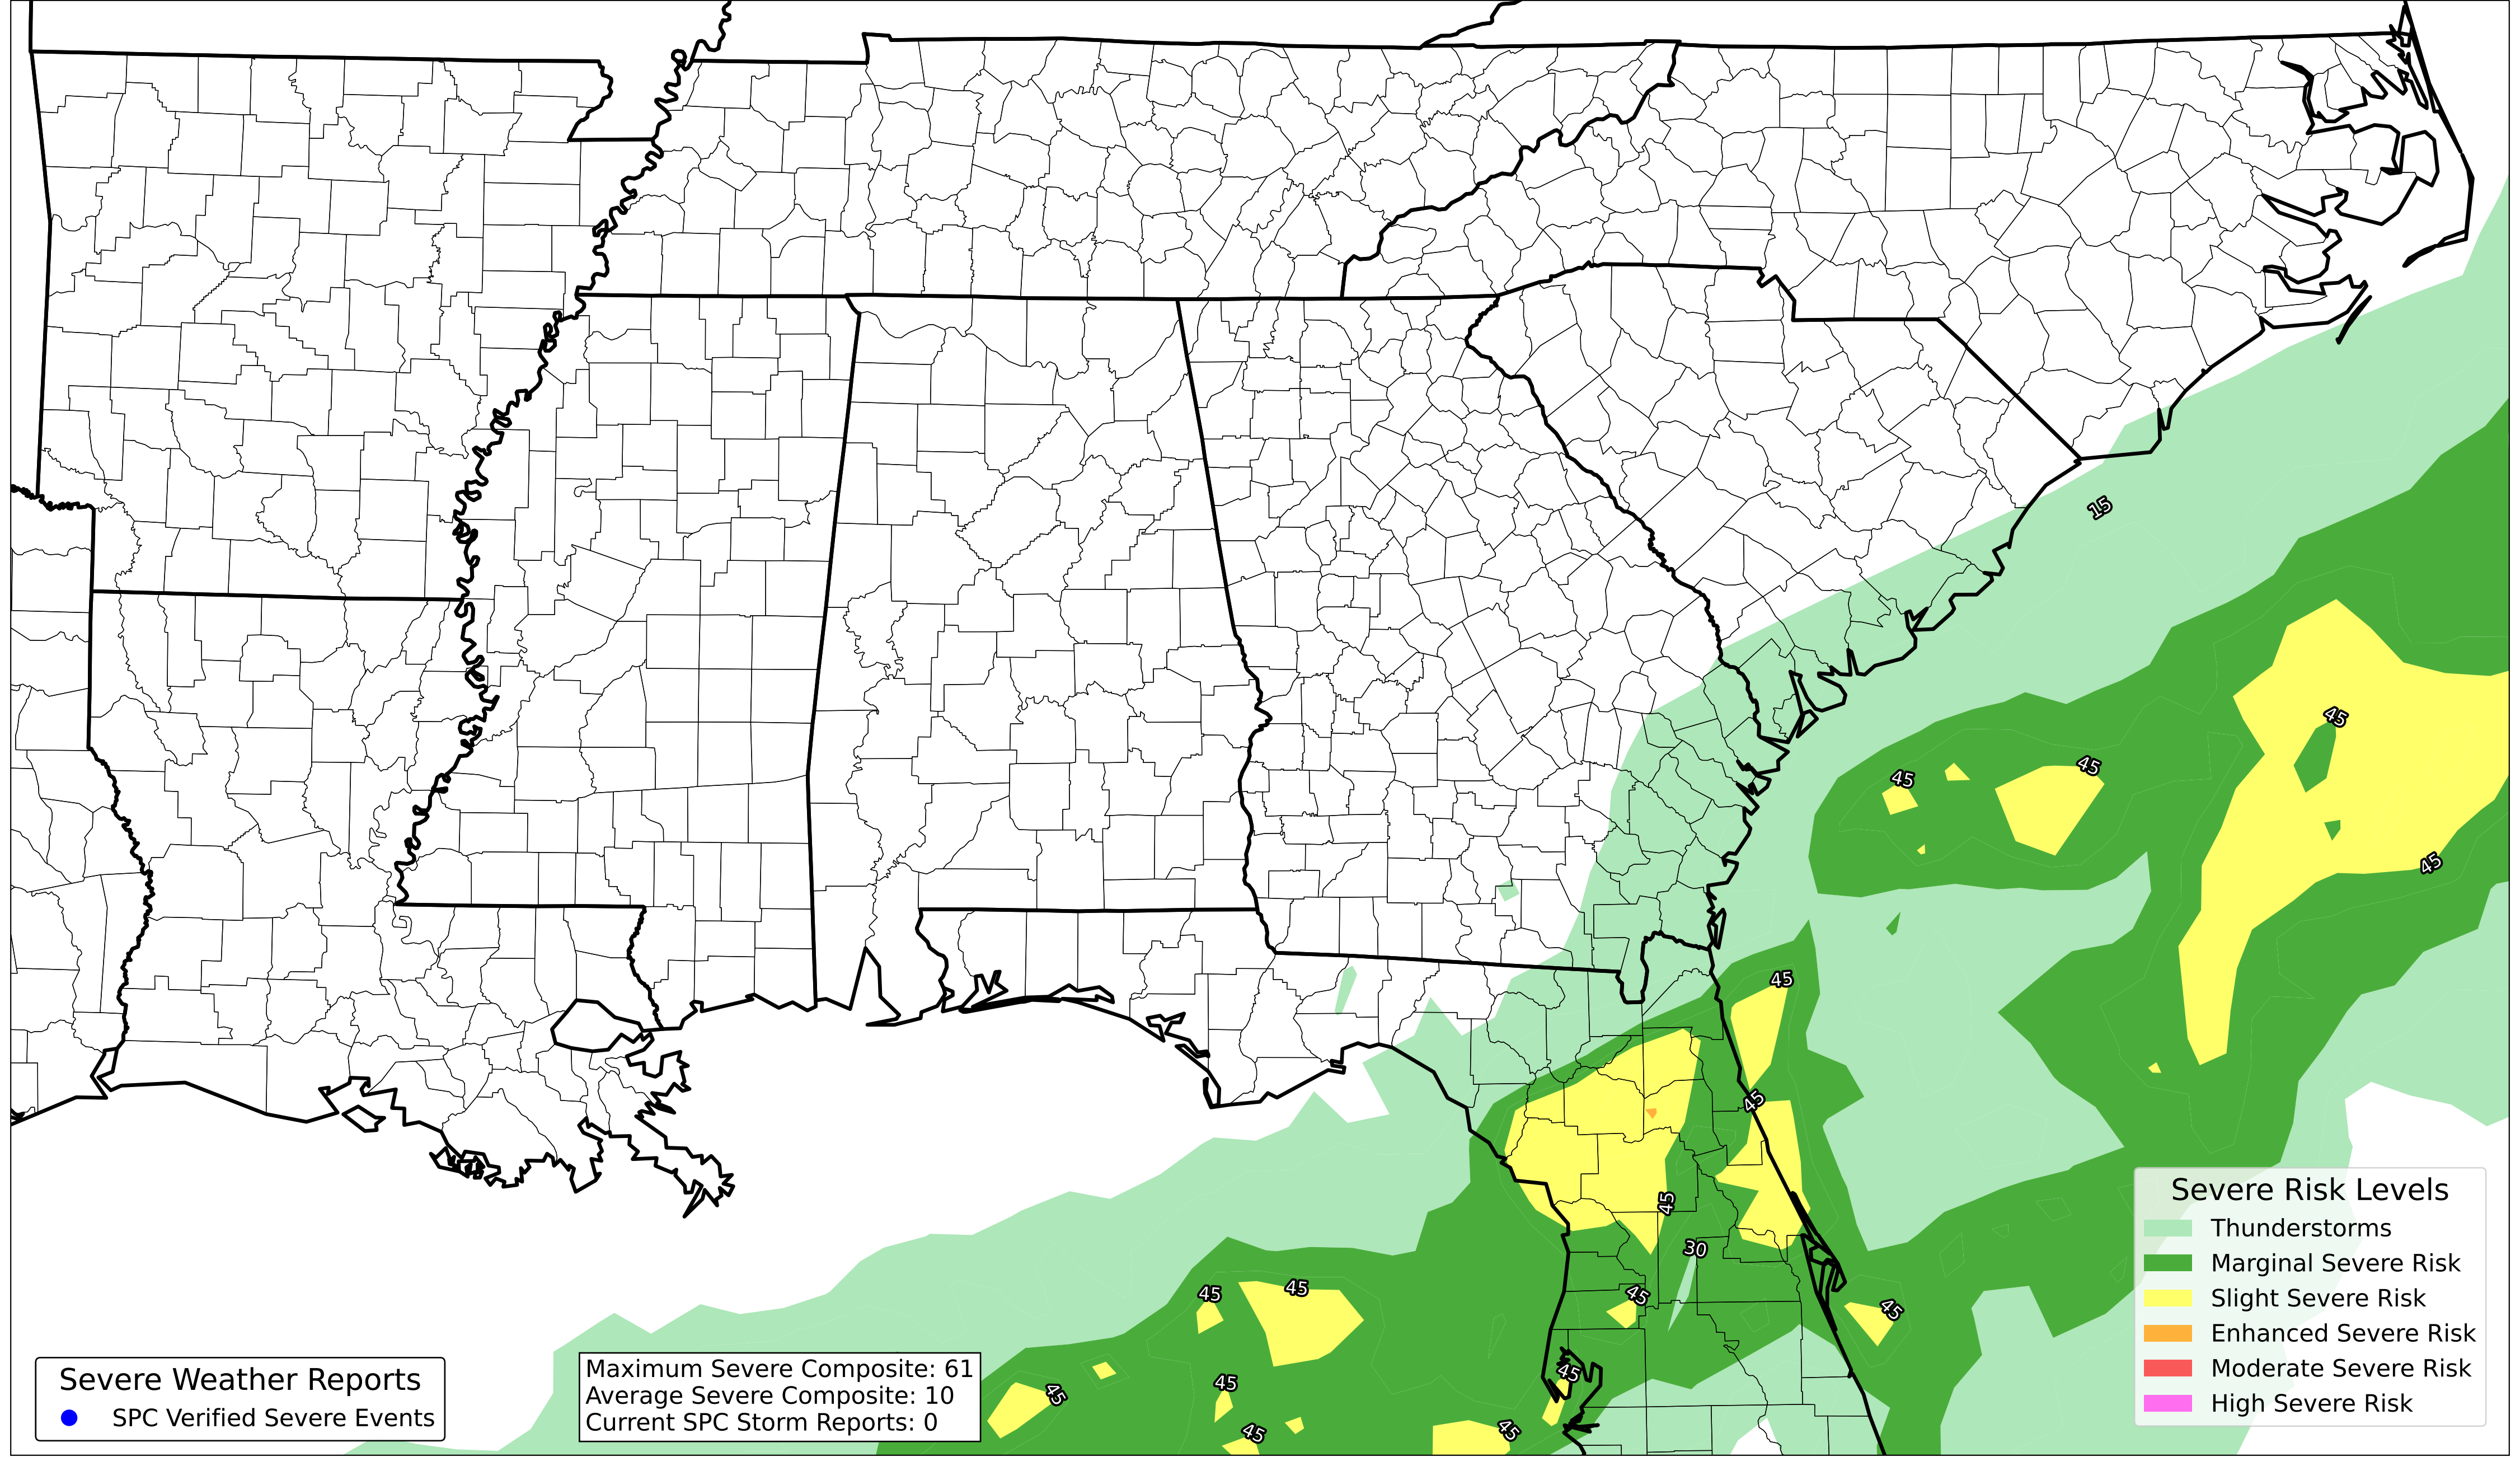 15
45
45
45
45
45
45
45
30
45
45
45
45
45
45
45
45
45
Severe Risk Levels
Thunderstorms
Marginal Severe Risk
Slight Severe Risk
Enhanced Severe Risk
Moderate Severe Risk
High Severe Risk
Severe Weather Reports
SPC Verified Severe Events
Maximum Severe Composite: 61
Average Severe Composite: 10
Current SPC Storm Reports: 0